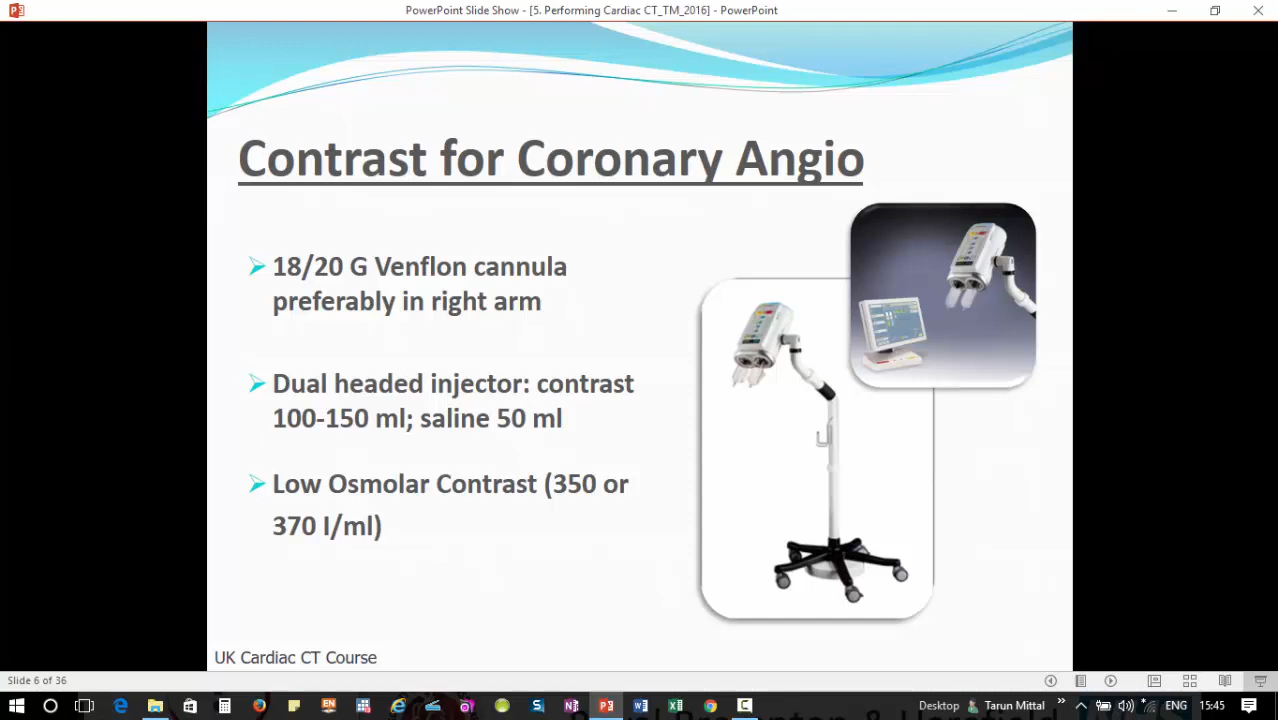 PowerPoint Slide Show - [5. Performing Cardiac CT_TM_2016] - PowerPoint
Contrast for Coronary Angio
18/20 G Venflon cannula
preferably in right arm
Dual headed injector: contrast
100-150 ml; saline 50 ml
Low Osmolar Contrast (350 or
370 I/ml)
UK Cardiac CT Course
Slide 6 of 36
Desktop
Tarun Mittal
ENG
15:45